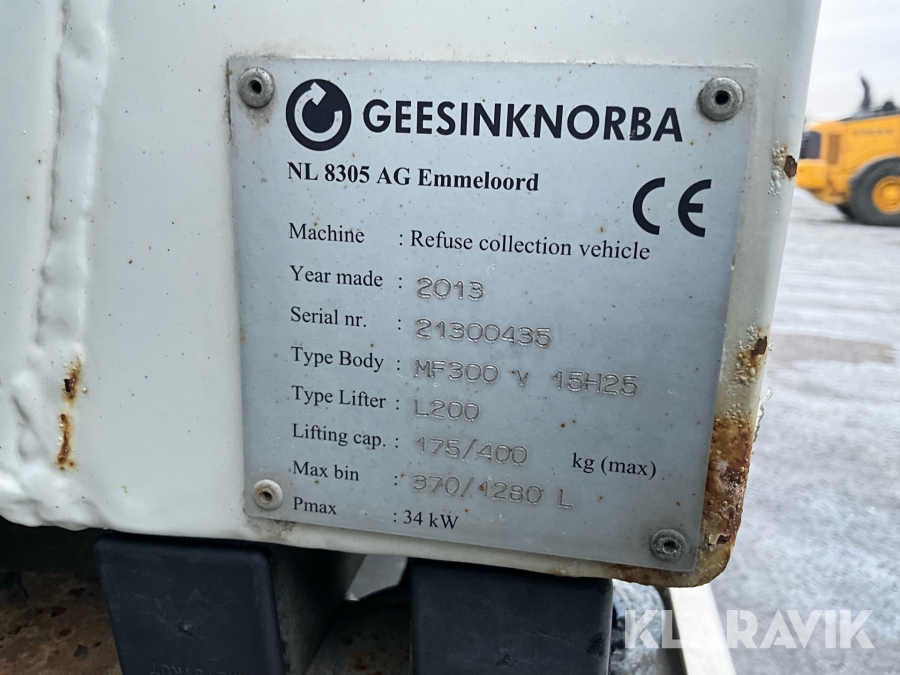 GEESINKNORBA
NL 8305 AG Emmeloord
CE
Machine : Refuse collection vehicle
Year made : 2013
Serial nr. : 21300435
Type Body : MF300 V 15H25
Type Lifter : L200
Lifting cap. : 175/400 kg (max)
Max bin : 370/1280 L
Pmax : 34 kW
KLARAVIK